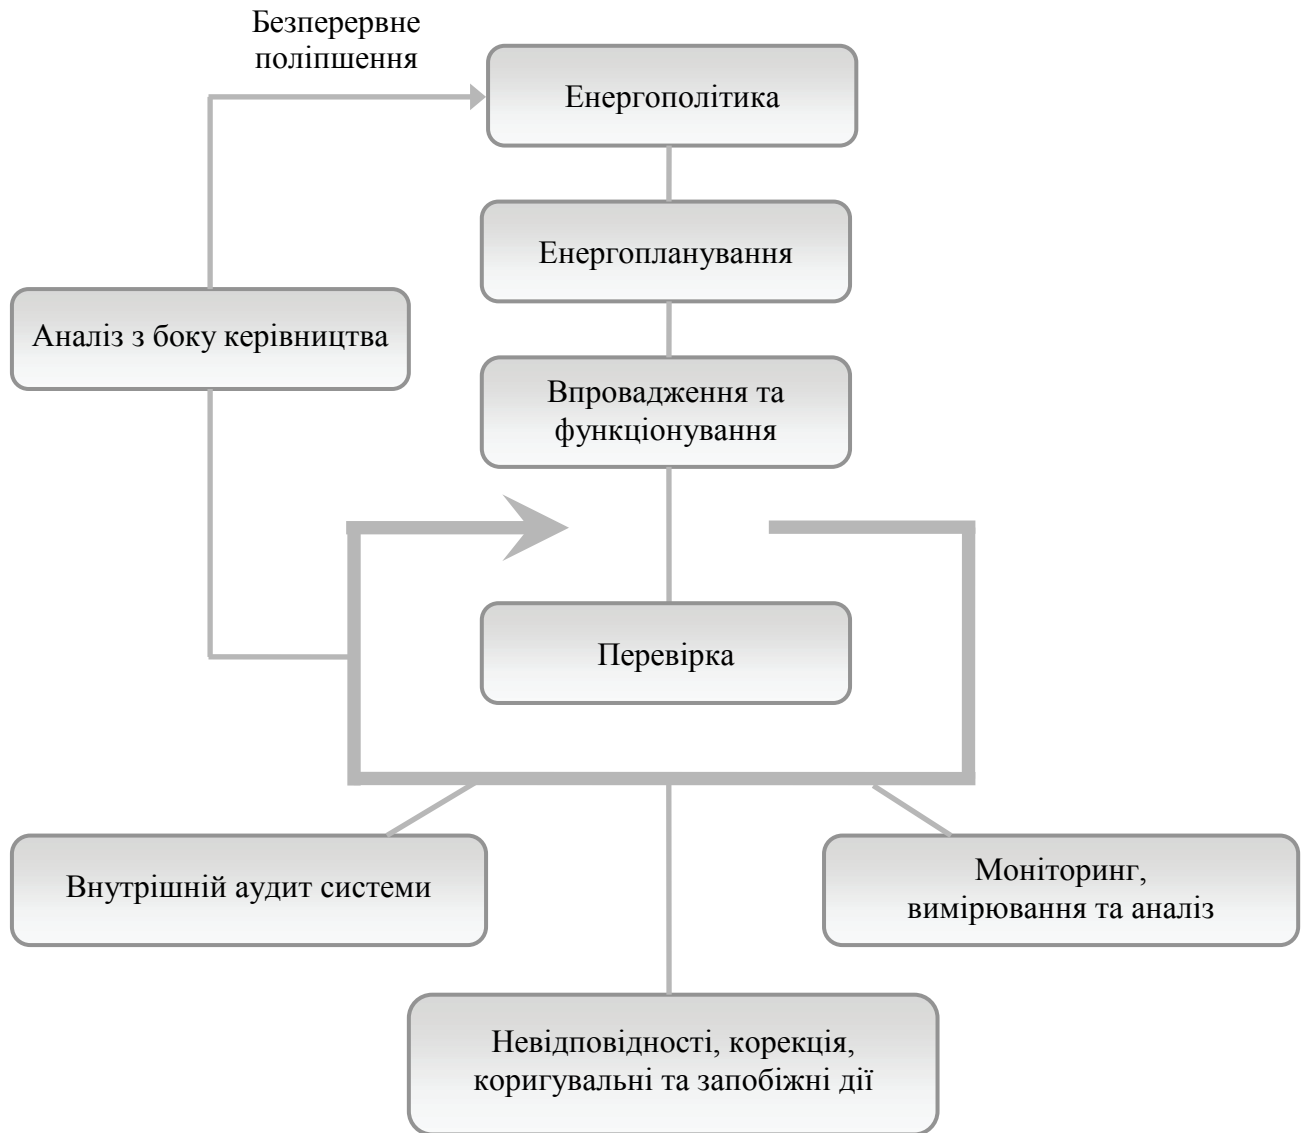 Безперервне
поліпшення
Енергополітика
Енергопланування
Аналіз з боку керівництва
Впровадження та
функціонування
Перевірка
Внутрішній аудит системи
Моніторинг,
вимірювання та аналіз
Невідповідності, корекція,
коригувальні та запобіжні дії